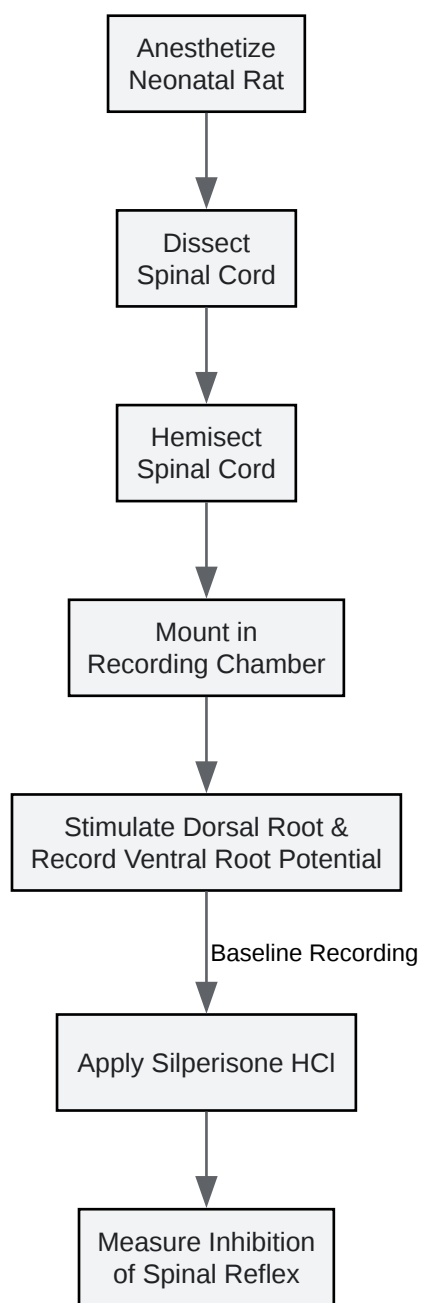 Anesthetize
Neonatal Rat
Dissect
Spinal Cord
Hemisect
Spinal Cord
Mount in
Recording Chamber
Stimulate Dorsal Root &
Record Ventral Root Potential
Baseline Recording
Apply Silperisone HCl
Measure Inhibition
of Spinal Reflex